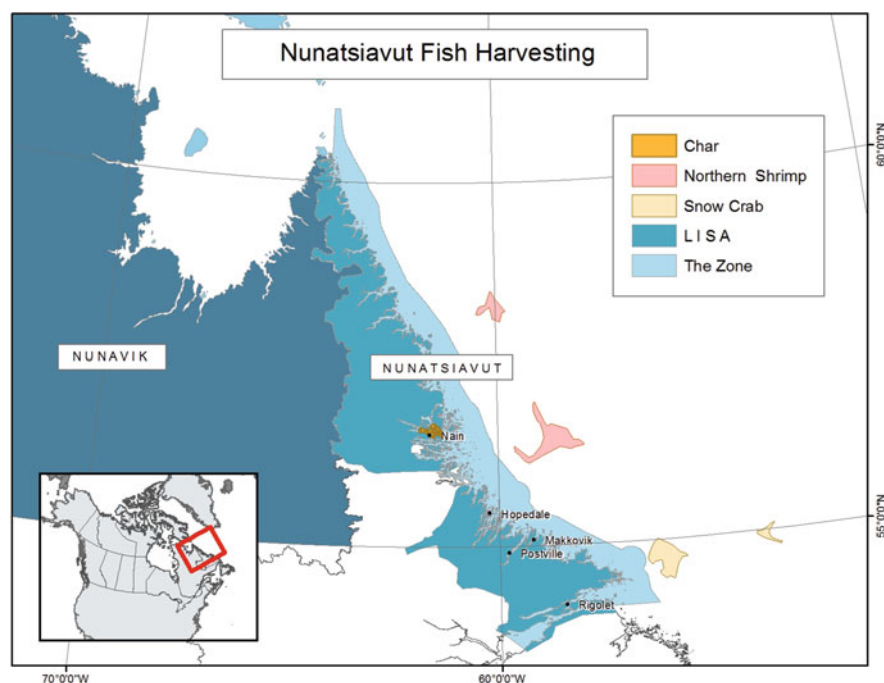 Nunatsiavut Fish Harvesting
Char
Northern Shrimp
Snow Crab
L I S A
The Zone
60°0'0"N
NUNAVIK
NUNATSIAVUT
Nain
Hopedale
55°0'0"N
Makkovik
Postville
Rigolet
70°0'0"W
60°0'0"W